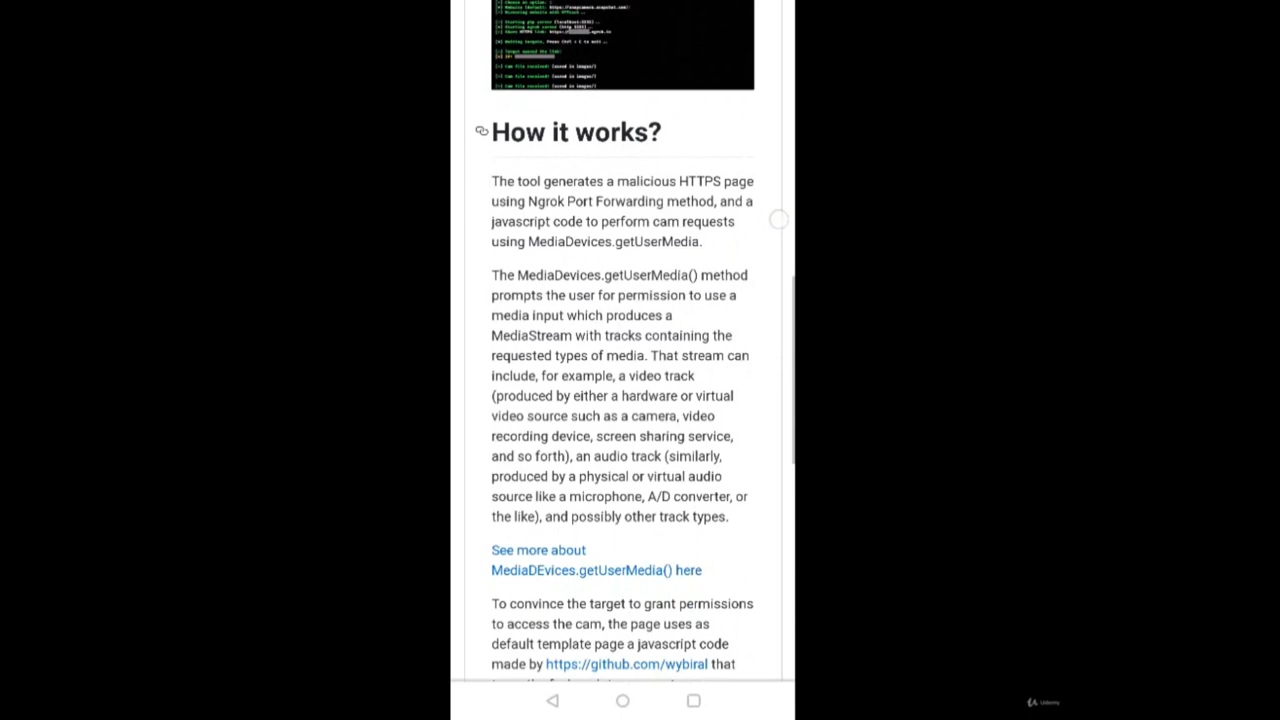 How it works?
The tool generates a malicious HTTPS page
using Ngrok Port Forwarding method, and a
javascript code to perform cam requests
using MediaDevices.getUserMedia.
The MediaDevices.getUserMedia() method
prompts the user for permission to use a
media input which produces a
MediaStream with tracks containing the
requested types of media. That stream can
include, for example, a video track
(produced by either a hardware or virtual
video source such as a camera, video
recording device, screen sharing service,
and so forth), an audio track (similarly,
produced by a physical or virtual audio
source like a microphone, A/D converter, or
the like), and possibly other track types.
See more about
MediaDEvices.getUserMedia() here
To convince the target to grant permissions
to access the cam, the page uses as
default template page a javascript code
made by https://github.com/wybiral that
Udemy